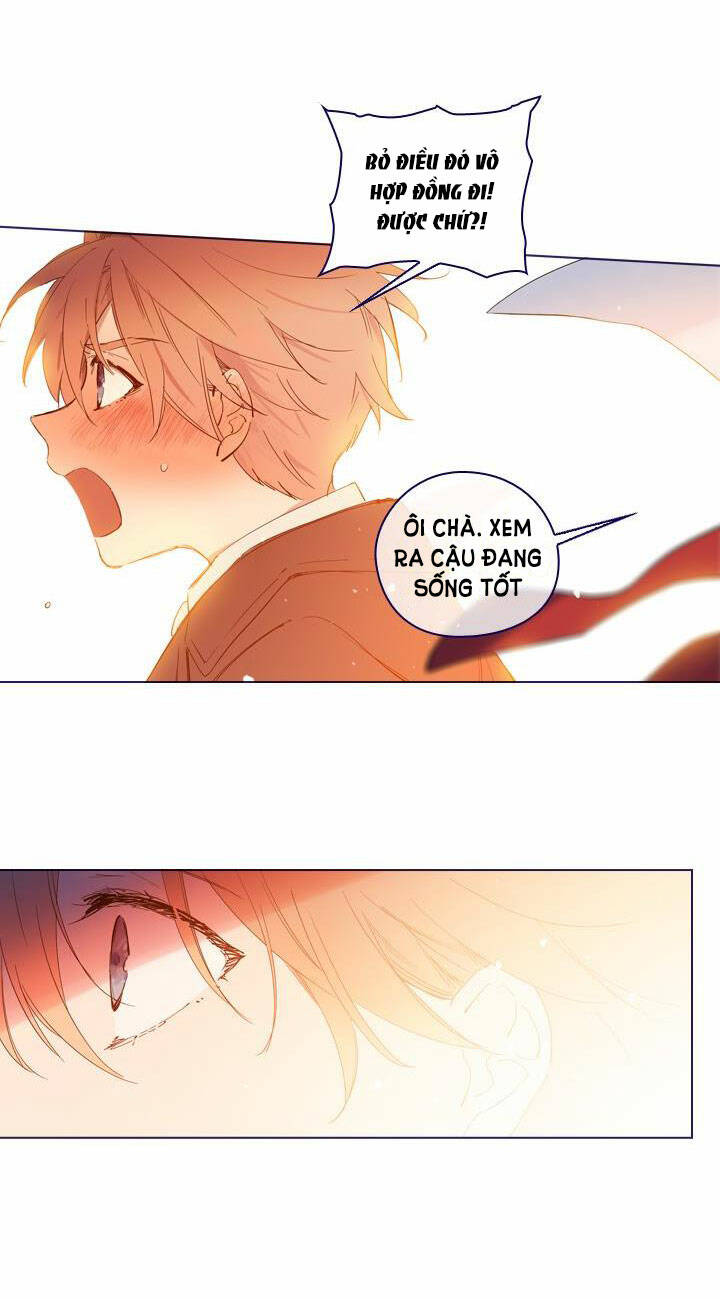 BỎ ĐIỀU ĐÓ VÔ
HỢP ĐỒNG ĐI!
ĐƯỢC CHỨ?!
ÔI CHÀ. XEM
RA CẬU ĐANG
SỐNG TỐT